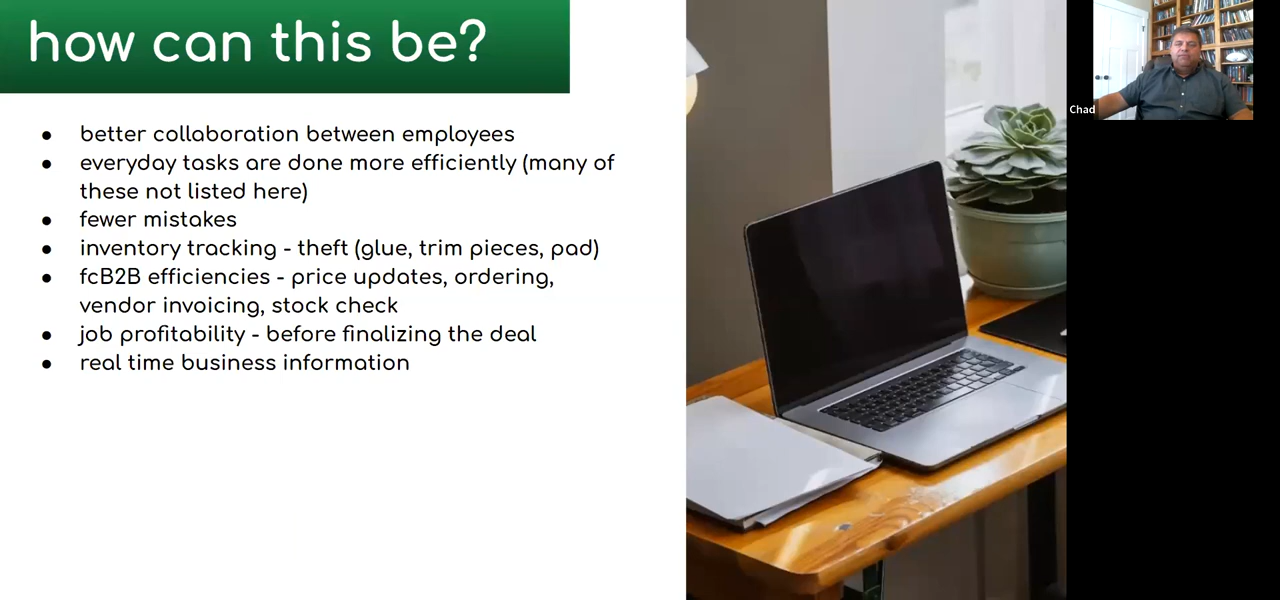 how can this be?
Chad
● better collaboration between employees
● everyday tasks are done more efficiently (many of
these not listed here)
● fewer mistakes
● inventory tracking - theft (glue, trim pieces, pad)
● fcB2B efficiencies - price updates, ordering,
vendor invoicing, stock check
● job profitability - before finalizing the deal
● real time business information